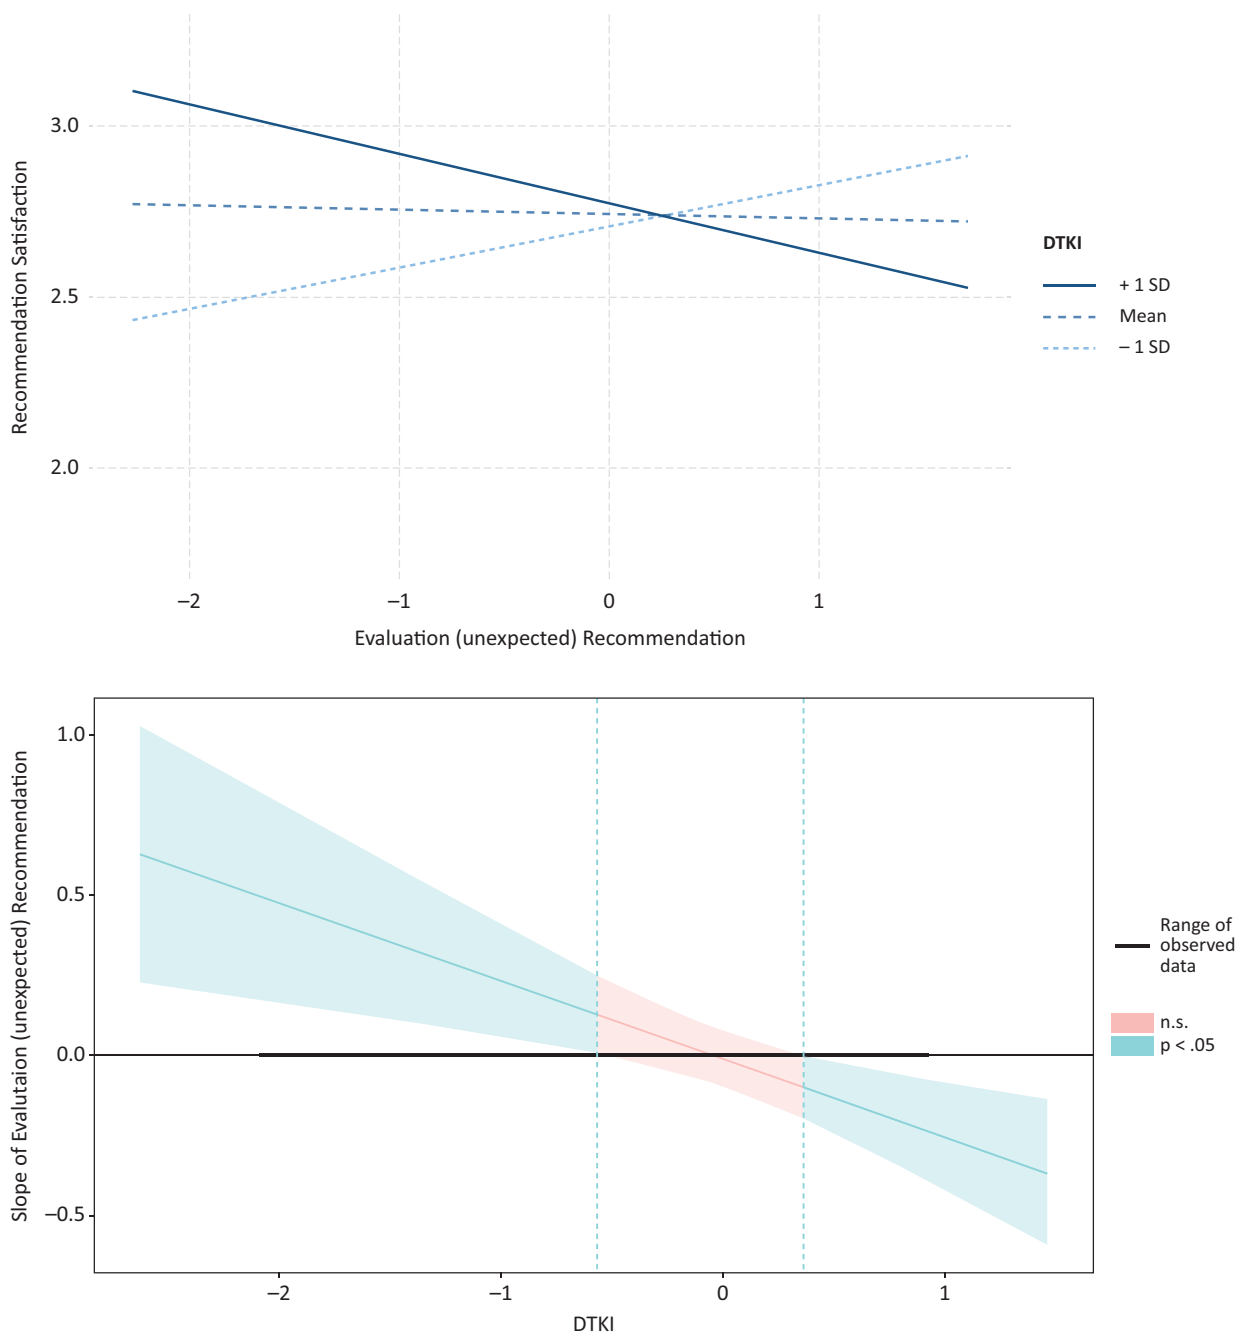 3.0
2.5
2.0
Recommendation Satisfaction
–2
–1
0
1
Evaluation (unexpected) Recommendation
DTKI
+ 1 SD
Mean
– 1 SD
1.0
0.5
0.0
–0.5
Slope of Evalutaion (unexpected) Recommendation
–2
–1
0
1
DTKI
Range of
observed
data
n.s.
p < .05